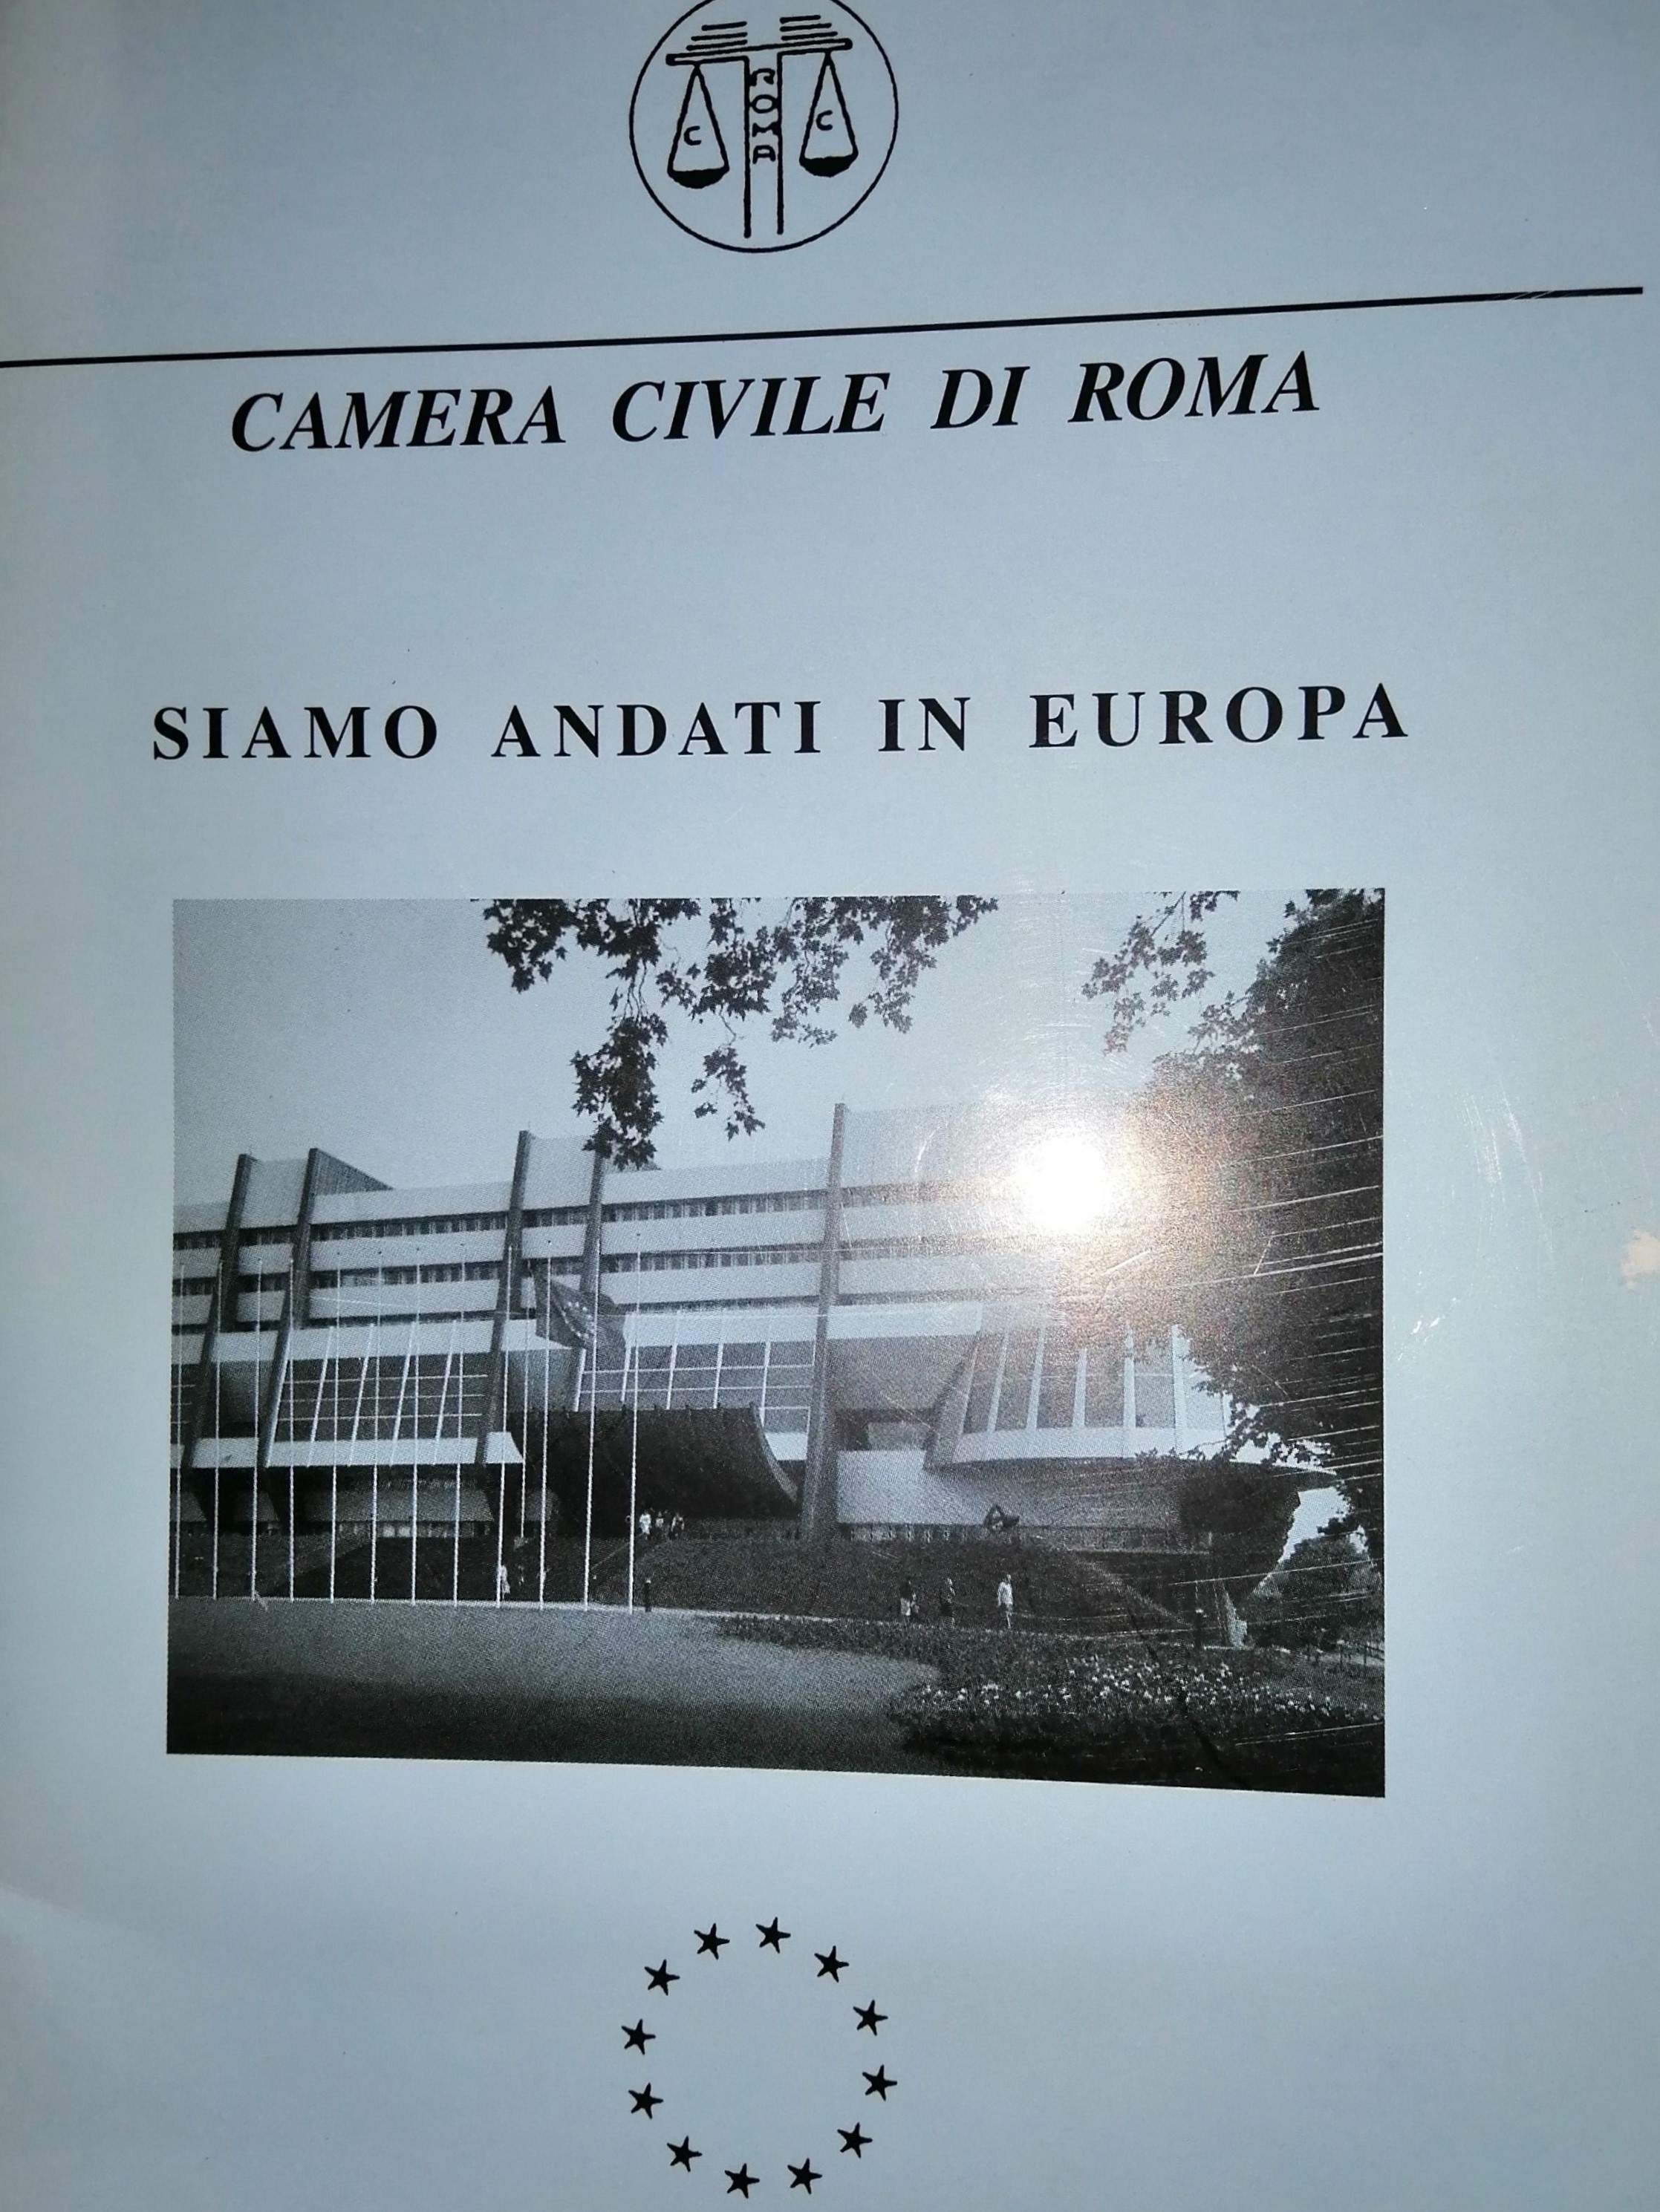 C ROMA C
CAMERA CIVILE DI ROMA
SIAMO ANDATI IN EUROPA